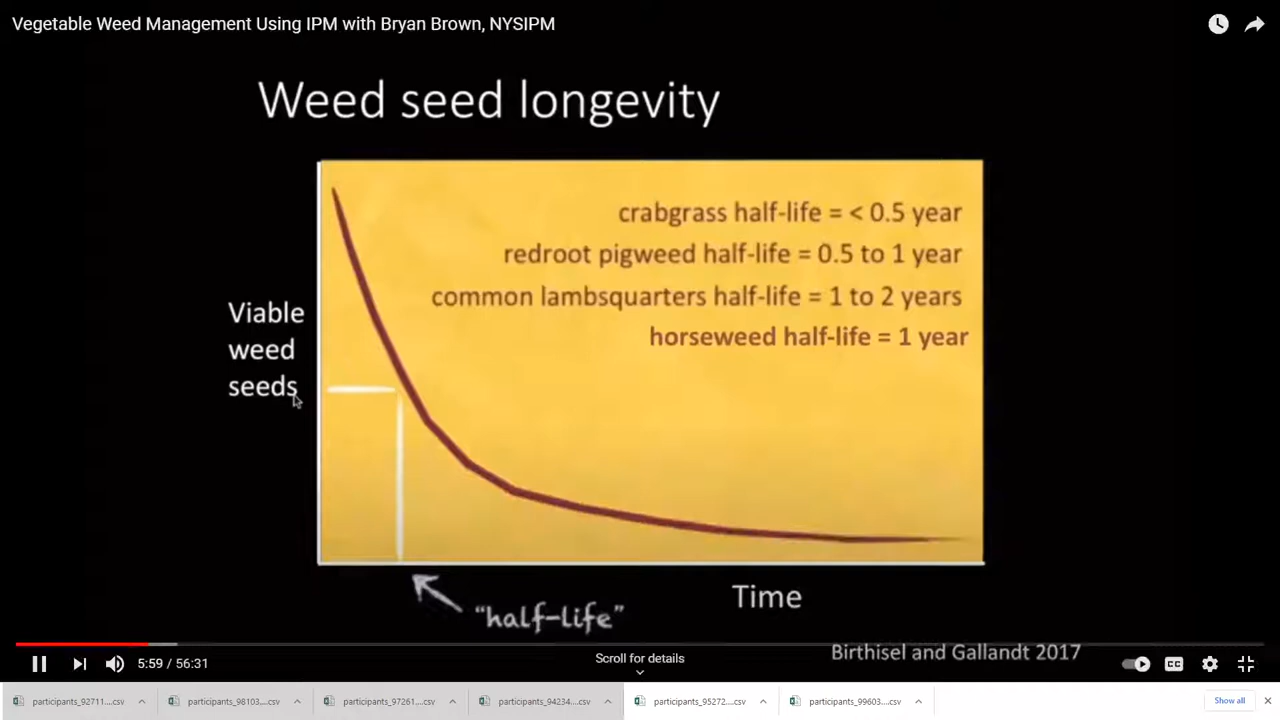 Vegetable Weed Management Using IPM with Bryan Brown, NYSIPM
Weed seed longevity
crabgrass half-life = < 0.5 year
redroot pigweed half-life = 0.5 to 1 year
common lambsquarters half-life = 1 to 2 years
horseweed half-life = 1 year
Viable
weed
seeds
Time
"half-life"
Birthisel and Gallandt 2017
5:59 / 56:31
Scroll for details
CC
participants_92711....csv
participants_98103....csv
participants_97261....csv
participants_94234....csv
participants_95272....csv
participants_99603....csv
Show all